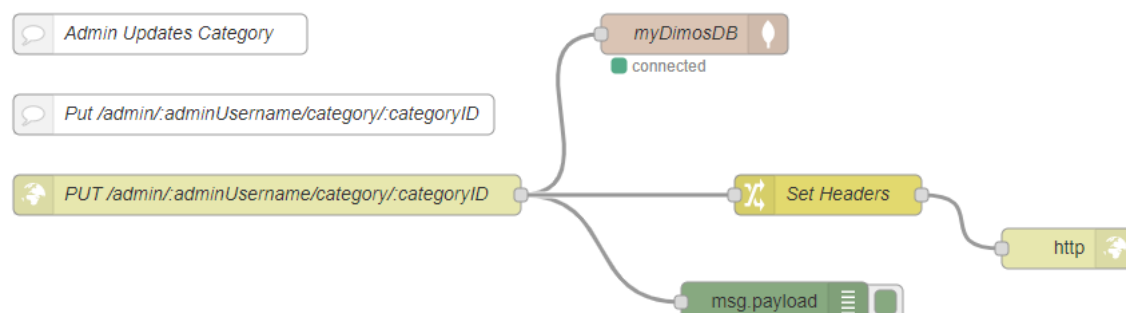 Admin Updates Category
myDimosDB
connected
Put /admin/:adminUsername/category/:categoryID
PUT /admin/:adminUsername/category/:categoryID
Set Headers
http
msg.payload